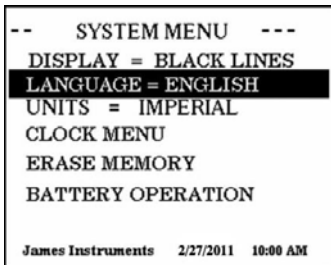 -- SYSTEM MENU ---
DISPLAY = BLACK LINES
LANGUAGE = ENGLISH
UNITS = IMPERIAL
CLOCK MENU
ERASE MEMORY
BATTERY OPERATION
James Instruments 2/27/2011 10:00 AM